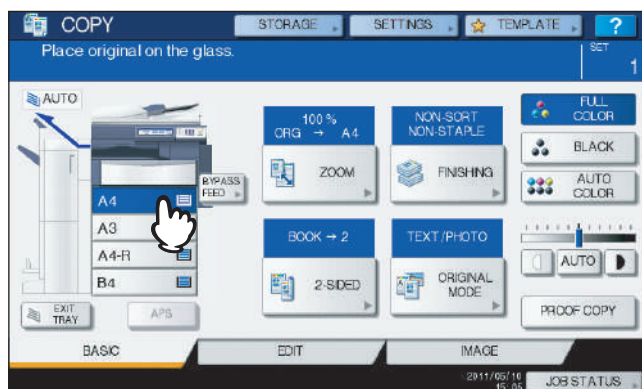 COPY
STORAGE
SETTINGS
TEMPLATE
?
Place original on the glass.
SET
1
AUTO
100 %
ORG → A4
ZOOM
NON-SORT
NON-STAPLE
FINISHING
FULL
COLOR
BLACK
AUTO
COLOR
BYPASS
FEED
A4
A3
A4-R
B4
BOOK → 2
2-SIDED
TEXT/PHOTO
ORIGINAL
MODE
AUTO
EXIT
TRAY
APS
PROOF COPY
BASIC
EDIT
IMAGE
2011/05/10
15:05
JOB STATUS